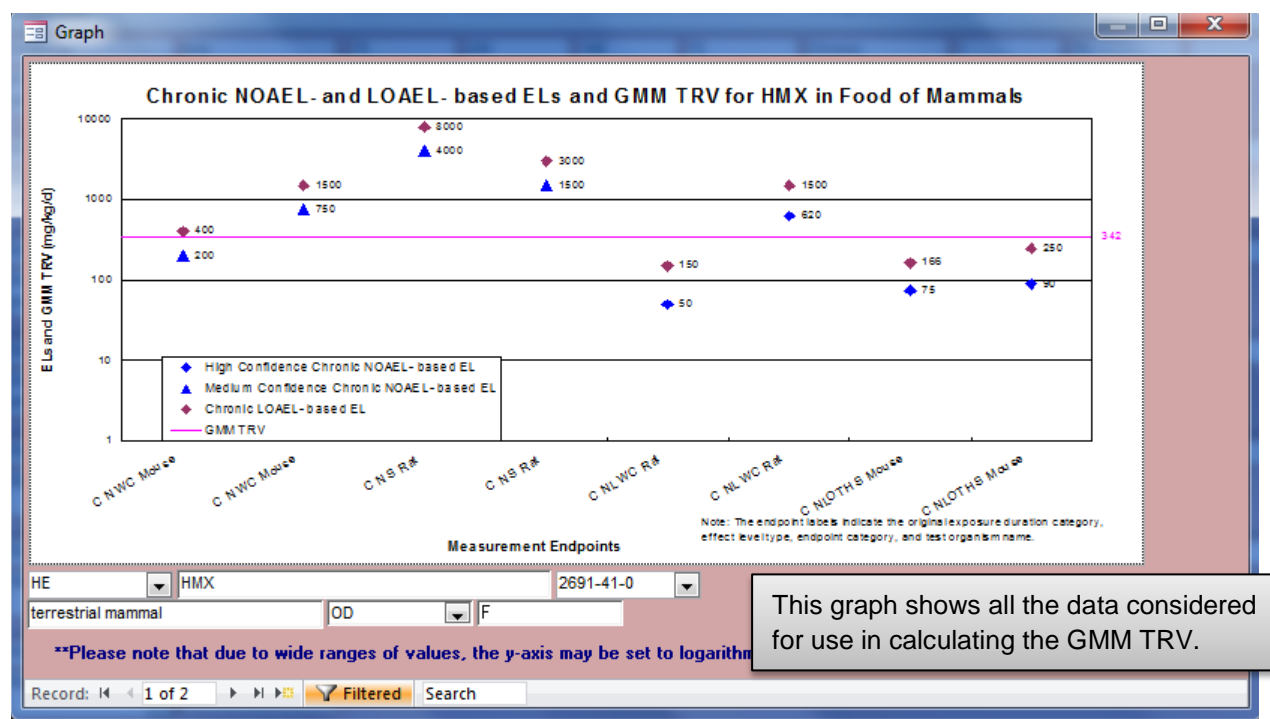 Graph
Chronic NOAEL- and LOAEL- based ELs and GMM TRV for HMX in Food of Mammals
ELs and GMM TRV (mg/kg/d)
10000
1000
100
10
1
400
200
1500
750
8000
4000
3000
1500
150
50
1500
620
166
75
250
90
342
High Confidence Chronic NOAEL- based EL
Medium Confidence Chronic NOAEL-based EL
Chronic LOAEL-based EL
GMM TRV
C NWC Mouse
C NWC Mouse
C NS Rat
C NS Rat
C NLWC Rat
C NLWC Rat
C NLOTHS Mouse
C NLOTHS Mouse
Measurement Endpoints
Note: The endpoint labels indicate the original exposure duration category,
effect level type, endpoint category, and test organism name.
HE
HMX
2691-41-0
terrestrial mammal
OD
F
**Please note that due to wide ranges of values, the y-axis may be set to logarithm
This graph shows all the data considered
for use in calculating the GMM TRV.
Record: 1 of 2 Filtered Search